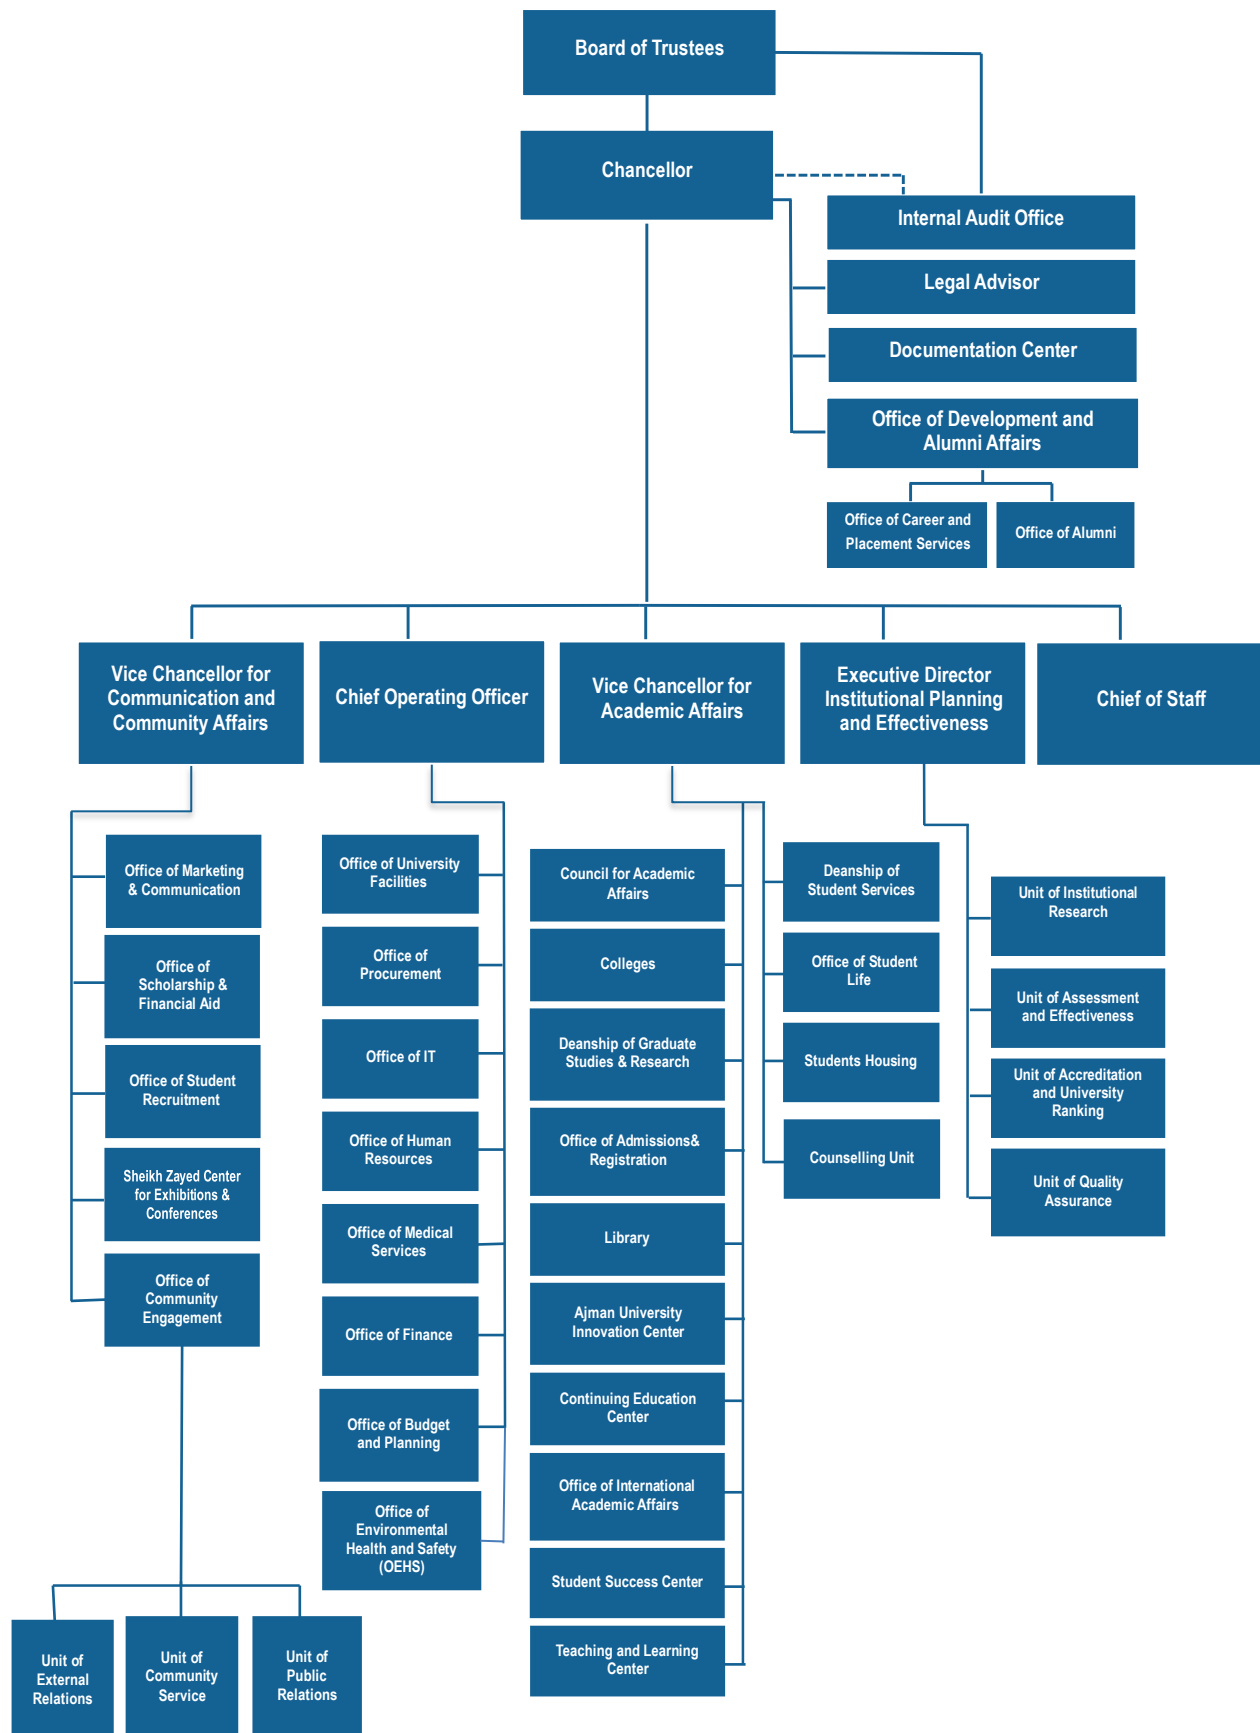 Board of Trustees
Chancellor
Internal Audit Office
Legal Advisor
Documentation Center
Office of Development and
Alumni Affairs
Office of Career and
Placement Services
Office of Alumni
Vice Chancellor for
Communication and
Community Affairs
Chief Operating Officer
Vice Chancellor for
Academic Affairs
Executive Director
Institutional Planning
and Effectiveness
Chief of Staff
Office of Marketing
& Communication
Office of
Scholarship &
Financial Aid
Office of Student
Recruitment
Sheikh Zayed Center
for Exhibitions &
Conferences
Office of
Community
Engagement
Unit of
External
Relations
Unit of
Community
Service
Unit of
Public
Relations
Office of University
Facilities
Office of
Procurement
Office of IT
Office of Human
Resources
Office of Medical
Services
Office of Finance
Office of Budget
and Planning
Office of
Environmental
Health and Safety
(OEHS)
Council for Academic
Affairs
Colleges
Deanship of Graduate
Studies & Research
Office of Admissions&
Registration
Library
Ajman University
Innovation Center
Continuing Education
Center
Office of International
Academic Affairs
Student Success Center
Teaching and Learning
Center
Deanship of
Student Services
Office of Student
Life
Students Housing
Counselling Unit
Unit of Institutional
Research
Unit of Assessment
and Effectiveness
Unit of Accreditation
and University
Ranking
Unit of Quality
Assurance